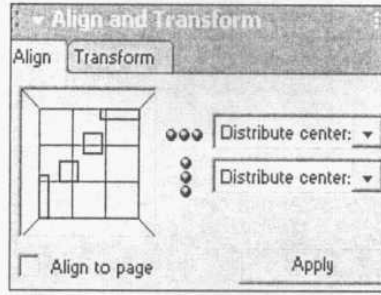 Align and Transform
Align Transform
Distribute center:
Distribute center:
Align to page Apply